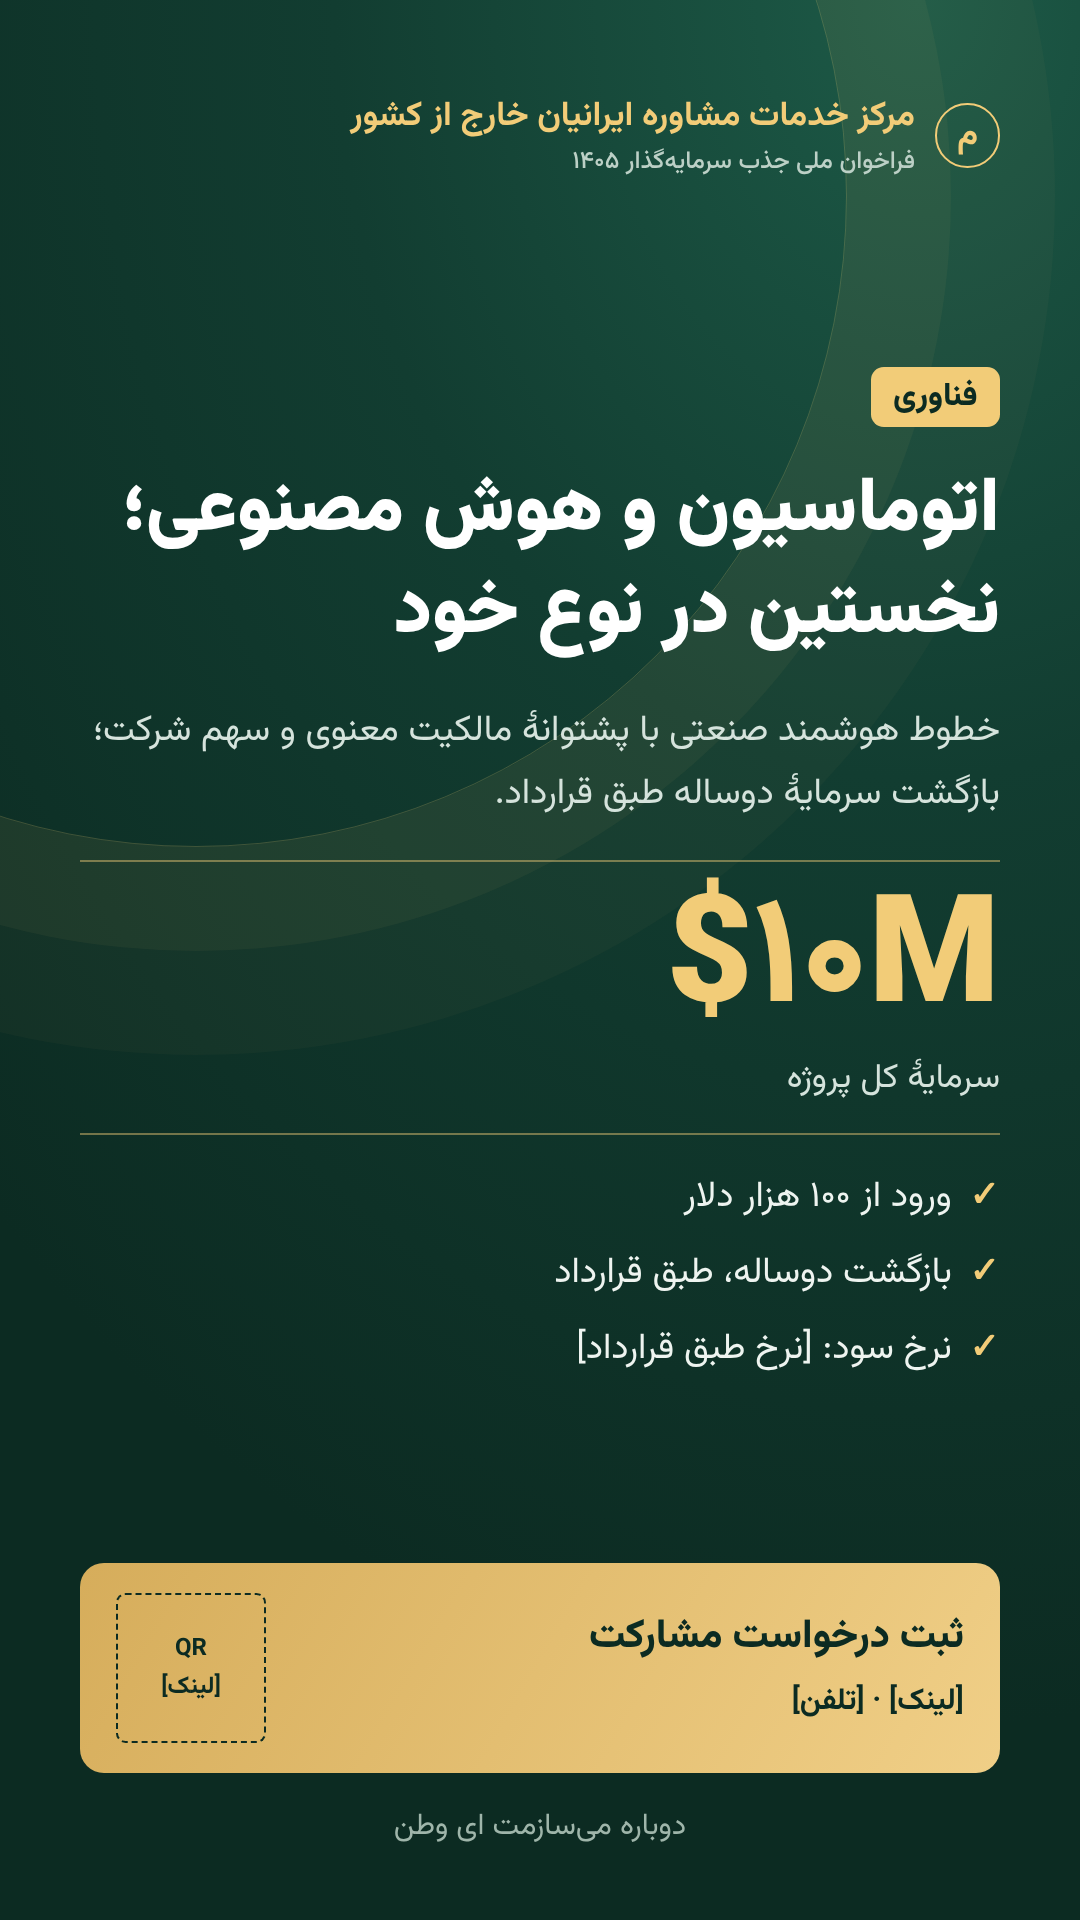 م
مرکز خدمات مشاوره ایرانیان خارج از کشور
فراخوان ملی جذب سرمایه‌گذار ۱۴۰۵
فناوری
اتوماسیون و هوش مصنوعی؛
نخستین در نوع خود
خطوط هوشمند صنعتی با پشتوانهٔ مالکیت معنوی و سهم شرکت؛
بازگشت سرمایهٔ دوساله طبق قرارداد.
$۱۰M
سرمایهٔ کل پروژه
✓ ورود از ۱۰۰ هزار دلار
✓ بازگشت دوساله، طبق قرارداد
✓ نرخ سود: [نرخ طبق قرارداد]
ثبت درخواست مشارکت
[لینک] · [تلفن]
QR
[لینک]
دوباره می‌سازمت ای وطن